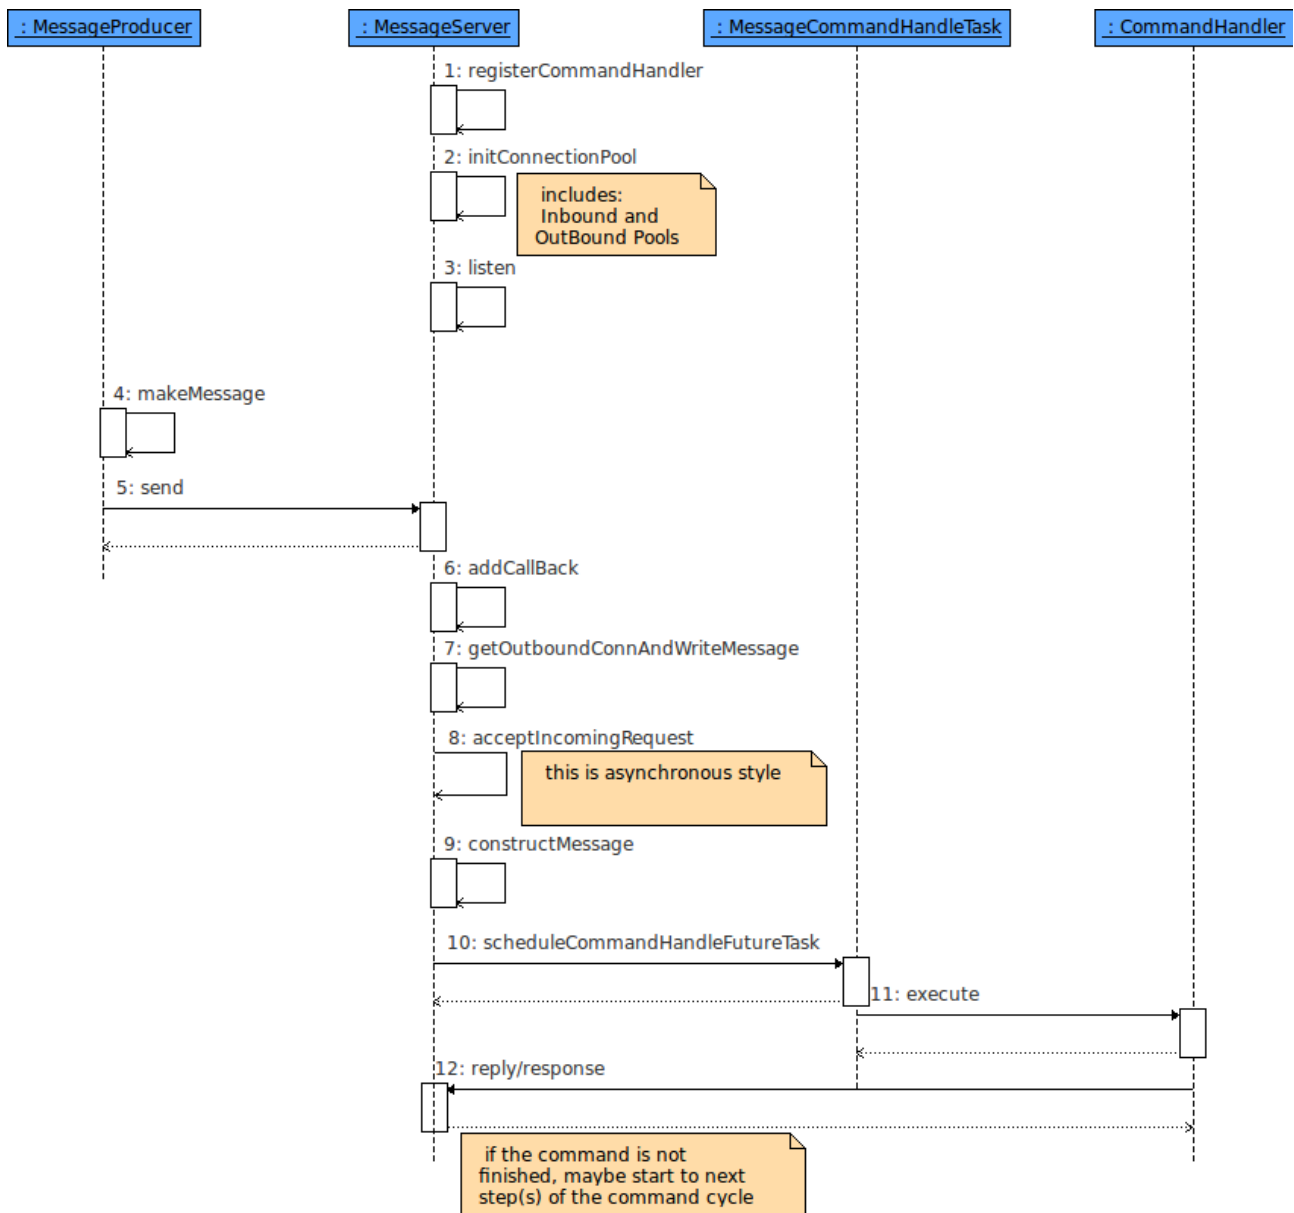 : MessageProducer
: MessageServer
: MessageCommandHandleTask
: CommandHandler
1: registerCommandHandler
2: initConnectionPool
includes:
Inbound and
OutBound Pools
3: listen
4: makeMessage
5: send
6: addCallBack
7: getOutboundConnAndWriteMessage
8: acceptIncomingRequest
this is asynchronous style
9: constructMessage
10: scheduleCommandHandleFutureTask
11: execute
12: reply/response
if the command is not
finished, maybe start to next
step(s) of the command cycle